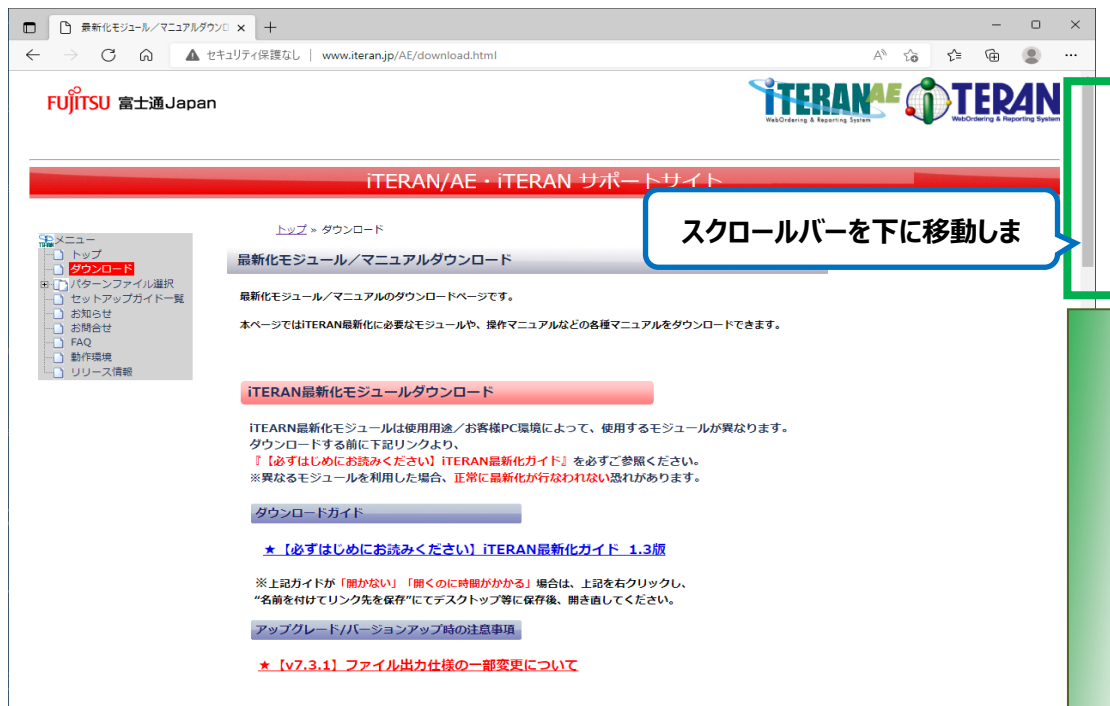 最新化モジュール／マニュアルダウンロ
セキュリティ保護なし | www.iteran.jp/AE/download.html
FUJITSU 富士通Japan
iTERANAE iTERAN
WebOrdering & Reporting System WebOrdering & Reporting System
iTERAN/AE・iTERAN サポートサイト
スクロールバーを下に移動しま
メニュー
トップ
ダウンロード
パターンファイル選択
セットアップガイド一覧
お知らせ
お問合せ
FAQ
動作環境
リリース情報
トップ » ダウンロード
最新化モジュール／マニュアルダウンロード
最新化モジュール／マニュアルのダウンロードページです。
本ページではiTERAN最新化に必要なモジュールや、操作マニュアルなどの各種マニュアルをダウンロードできます。
iTERAN最新化モジュールダウンロード
iTEARN最新化モジュールは使用用途／お客様PC環境によって、使用するモジュールが異なります。
ダウンロードする前に下記リンクより、
『【必ずはじめにお読みください】iTERAN最新化ガイド』を必ずご参照ください。
※異なるモジュールを利用した場合、正常に最新化が行なわれない恐れがあります。
ダウンロードガイド
★【必ずはじめにお読みください】iTERAN最新化ガイド 1.3版
※上記ガイドが「開かない」「開くのに時間がかかる」場合は、上記を右クリックし、
“名前を付けてリンク先を保存”にてデスクトップ等に保存後、開き直してください。
アップグレード/バージョンアップ時の注意事項
★【v7.3.1】ファイル出力仕様の一部変更について